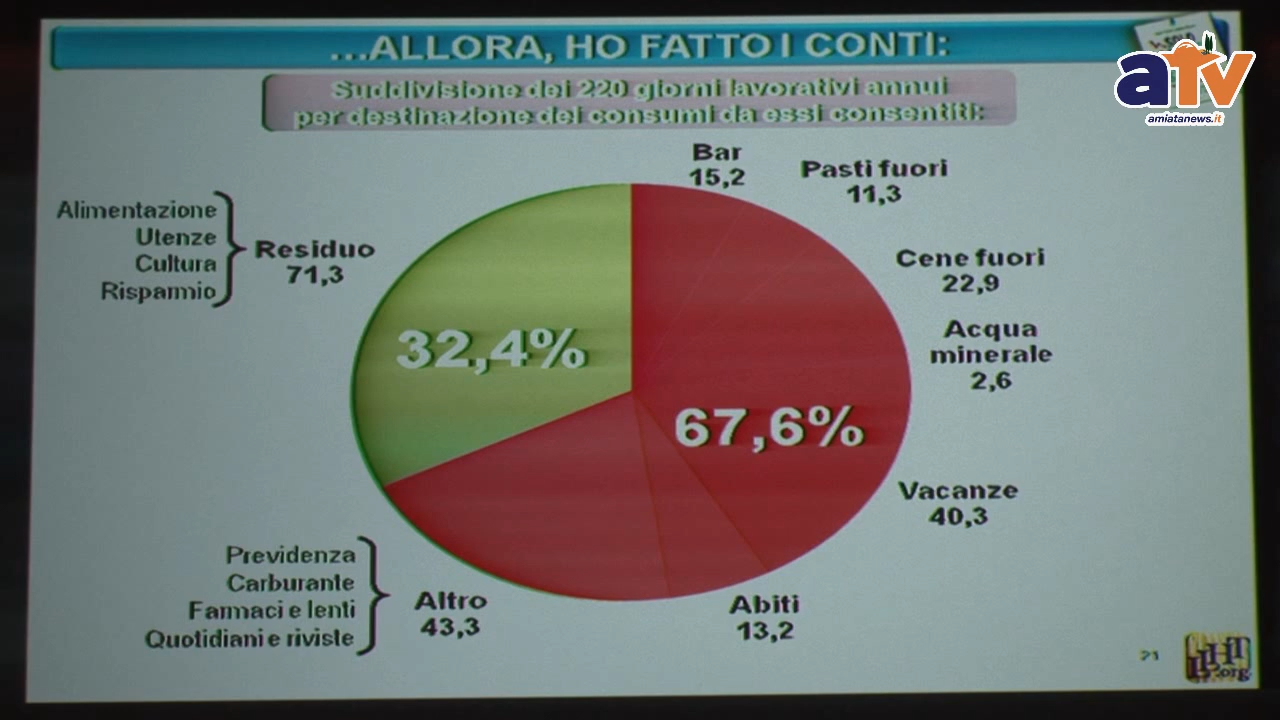 ...ALLORA, HO FATTO I CONTI:
Suddivisione dei 220 giorni lavorativi annui
per destinazione dei consumi da essi consentiti:
aTv
amiatanews.it
Bar
15,2
Pasti fuori
11,3
Cene fuori
22,9
Acqua
minerale
2,6
Vacanze
40,3
Abiti
13,2
Altro
43,3
Previdenza
Carburante
Farmaci e lenti
Quotidiani e riviste
Residuo
71,3
Alimentazione
Utenze
Cultura
Risparmio
32,4%
67,6%
21
.org